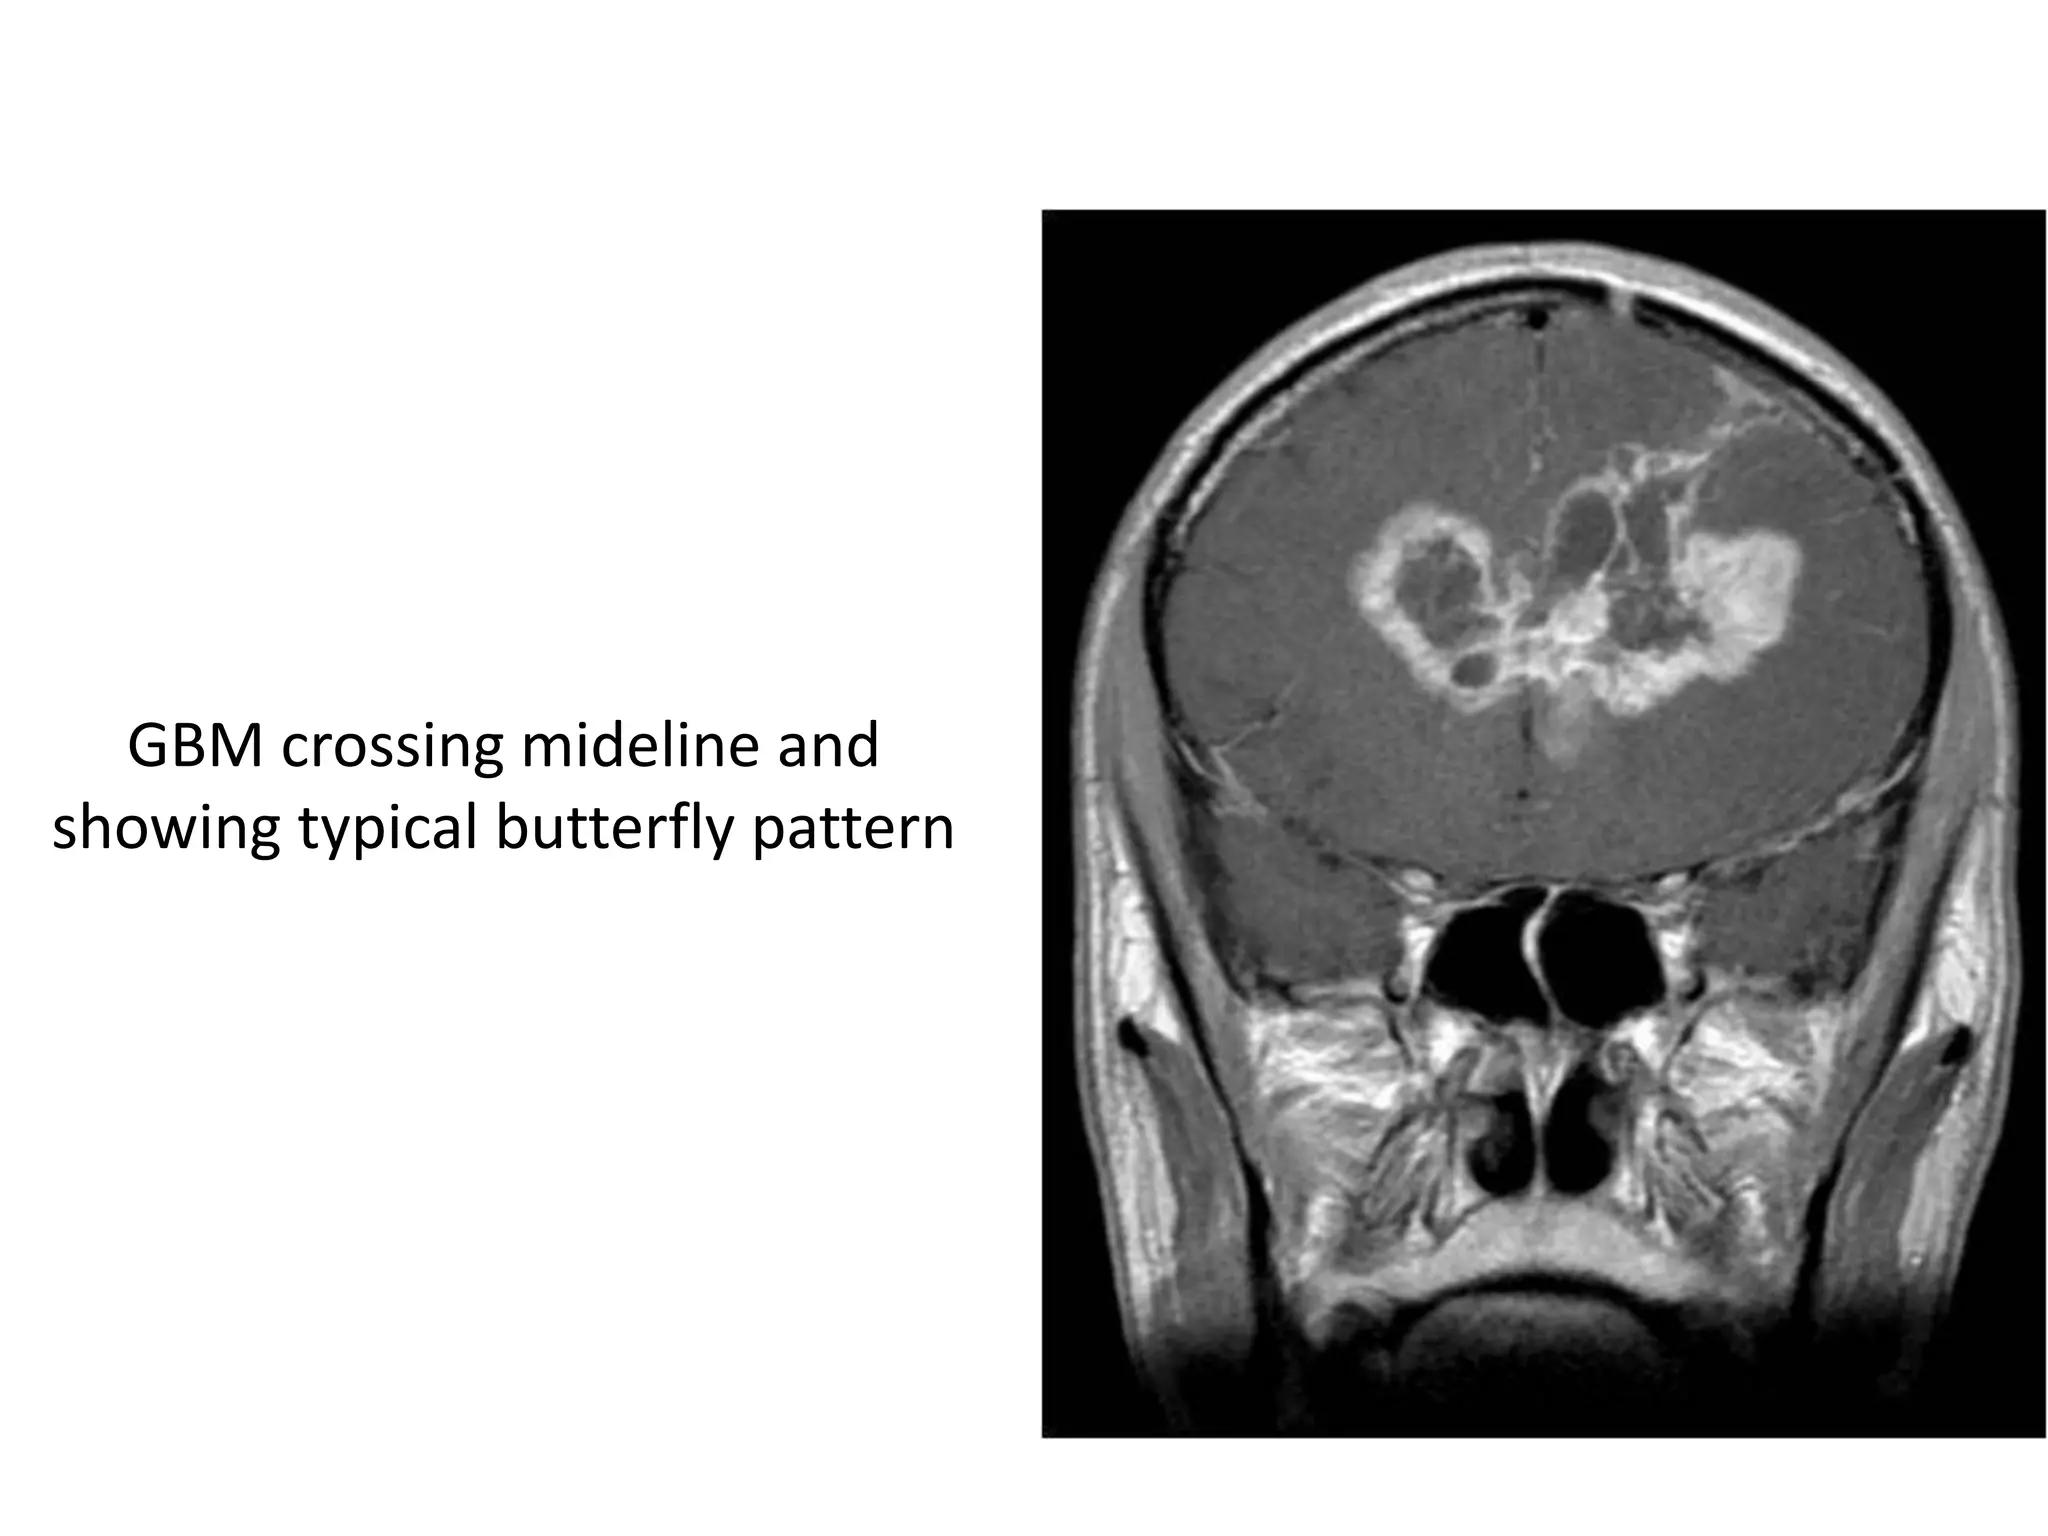 GBM crossing mideline and
showing typical butterfly pattern